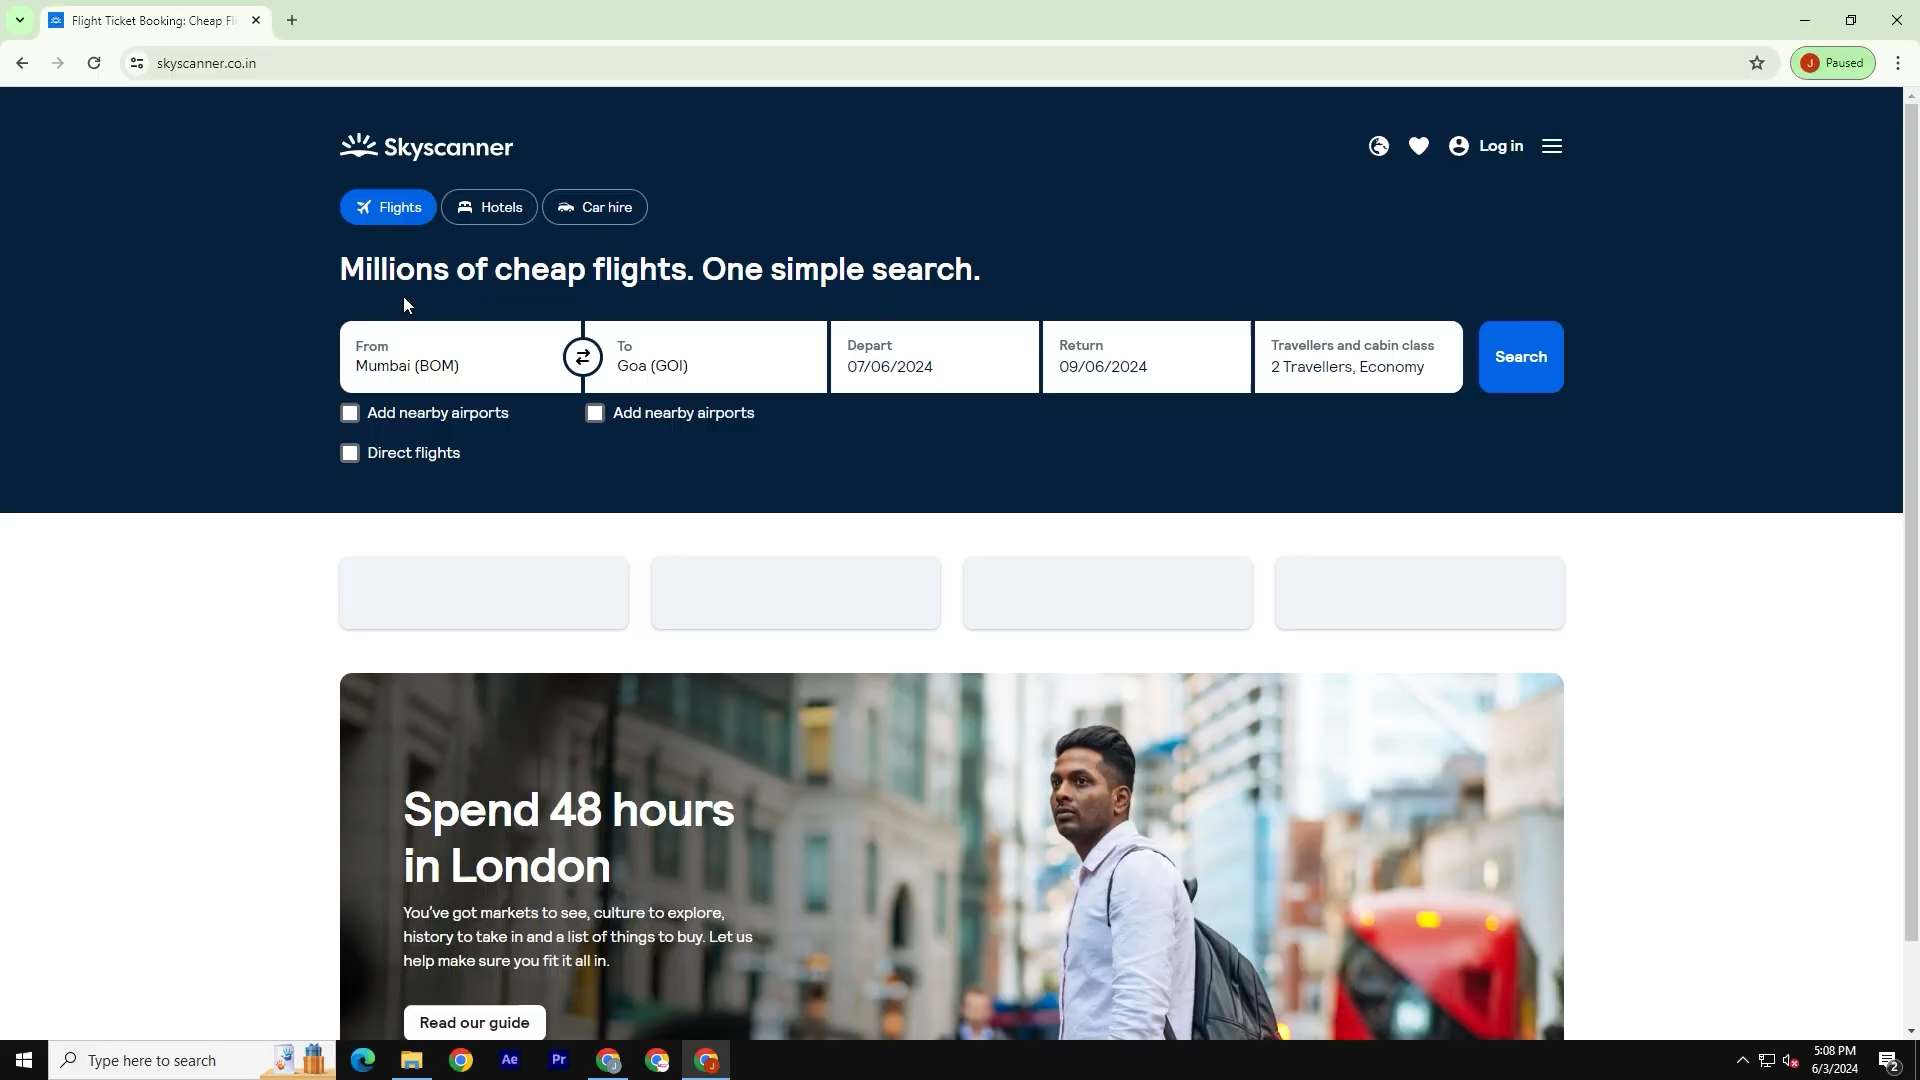 Flight Ticket Booking: Cheap Fl
skyscanner.co.in
J Paused
Skyscanner
Log in
Flights Hotels Car hire
Millions of cheap flights. One simple search.
From
Mumbai (BOM)
To
Goa (GOI)
Depart
07/06/2024
Return
09/06/2024
Travellers and cabin class
2 Travellers, Economy
Search
Add nearby airports
Add nearby airports
Direct flights
Spend 48 hours
in London
You've got markets to see, culture to explore,
history to take in and a list of things to buy. Let us
help make sure you fit it all in.
Read our guide
Type here to search
Ae
Pr
J
J
5:08 PM
6/3/2024
2